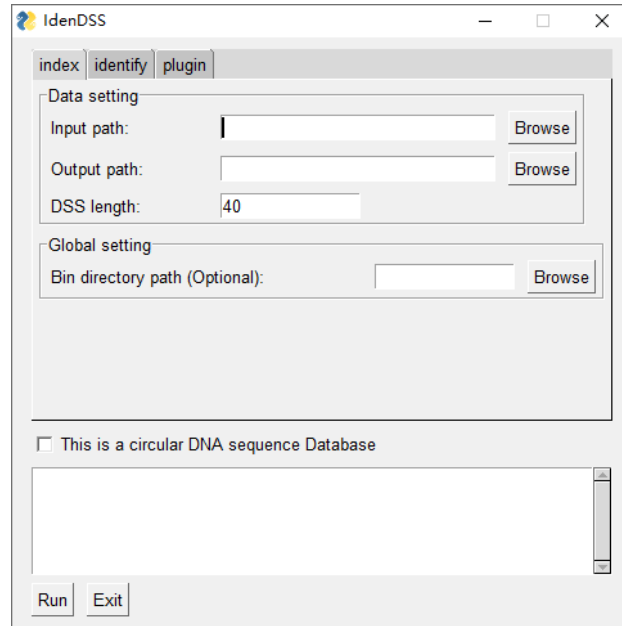 IdenDSS
index identify plugin
Data setting
Input path: Browse
Output path: Browse
DSS length: 40
Global setting
Bin directory path (Optional): Browse
This is a circular DNA sequence Database
Run Exit